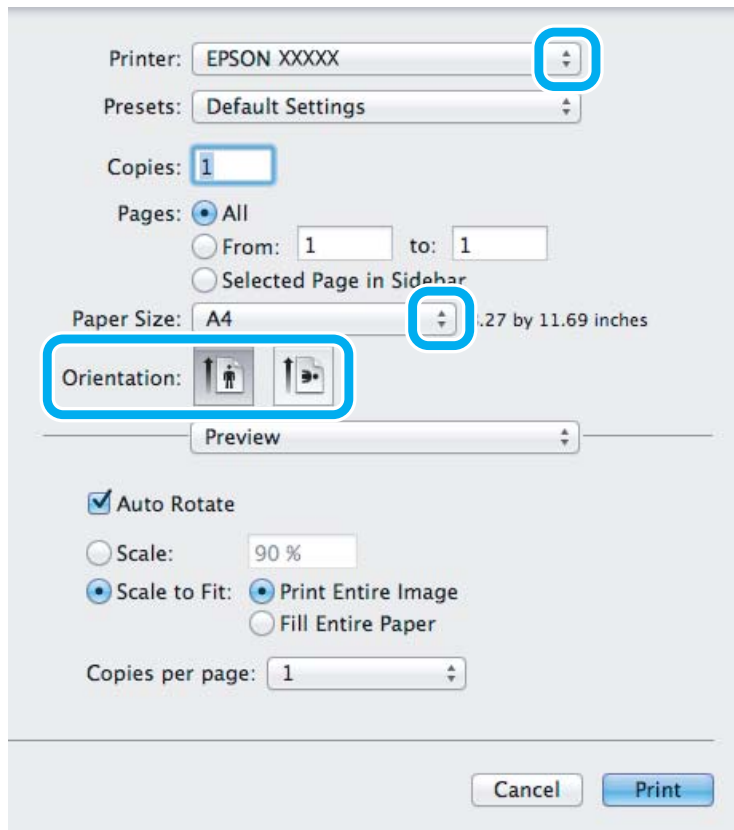 Printer: EPSON XXXXX
Presets: Default Settings
Copies: 1
Pages: All
From: 1 to: 1
Selected Page in Sidebar
Paper Size: A4 .27 by 11.69 inches
Orientation:
Preview
Auto Rotate
Scale: 90 %
Scale to Fit: Print Entire Image
Fill Entire Paper
Copies per page: 1
Cancel Print